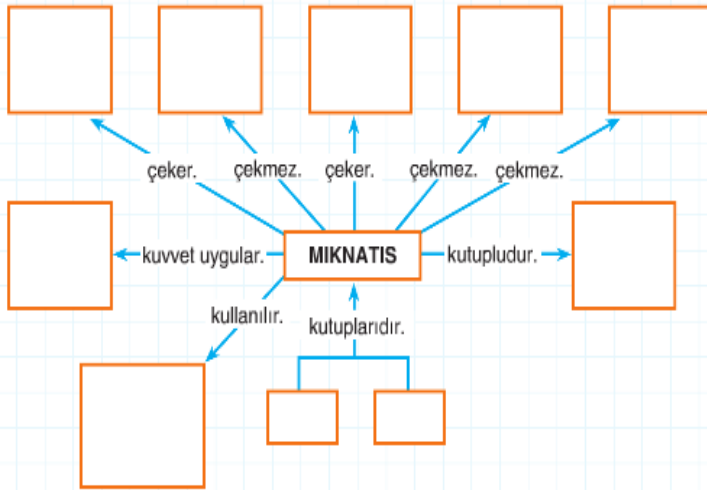 çeker.
çekmez.
çeker.
çekmez.
çekmez.
kuvvet uygular.
MIKNATIS
kutupludur.
kullanılır.
kutuplarıdır.